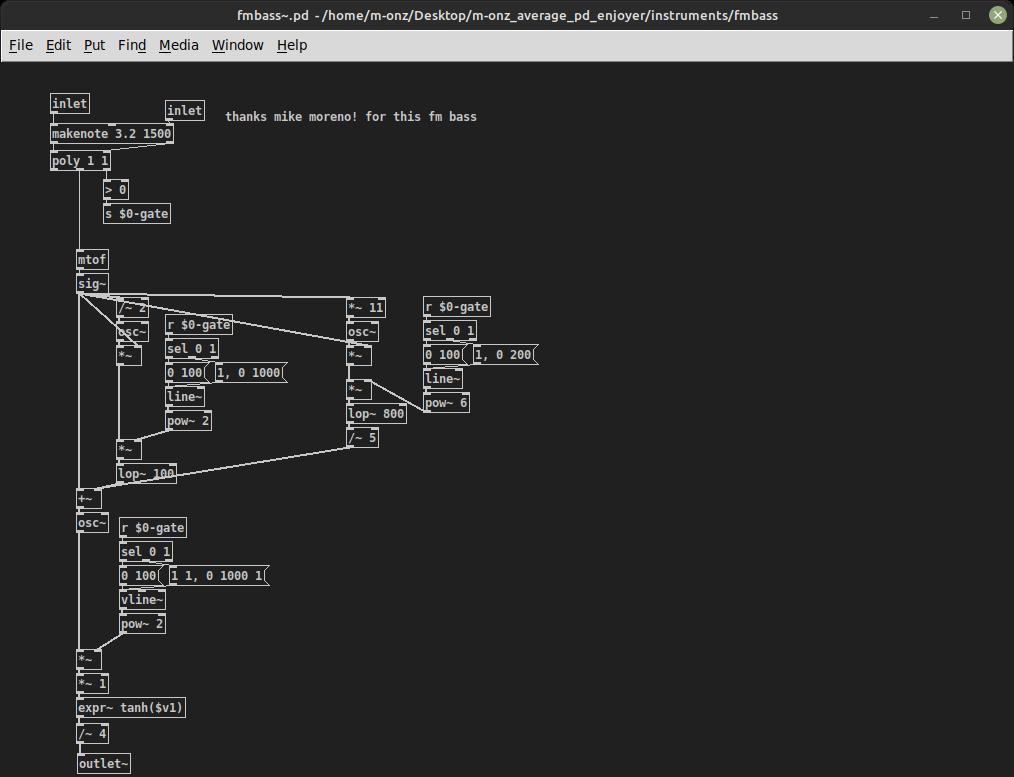 fmbass~.pd - /home/m-onz/Desktop/m-onz_average_pd_enjoyer/instruments/fmbass
File Edit Put Find Media Window Help
inlet
inlet
thanks mike moreno! for this fm bass
makenote 3.2 1500
poly 1 1
> 0
s $0-gate
mtof
sig~
/~ 2
osc~
*~
r $0-gate
sel 0 1
0 100
1, 0 1000
line~
pow~ 2
*~
lop~ 100
*~ 11
osc~
*~
*~
lop~ 800
/~ 5
r $0-gate
sel 0 1
0 100
1, 0 200
line~
pow~ 6
+~
osc~
r $0-gate
sel 0 1
0 100
1 1, 0 1000 1
vline~
pow~ 2
*~
*~ 1
expr~ tanh($v1)
/~ 4
outlet~